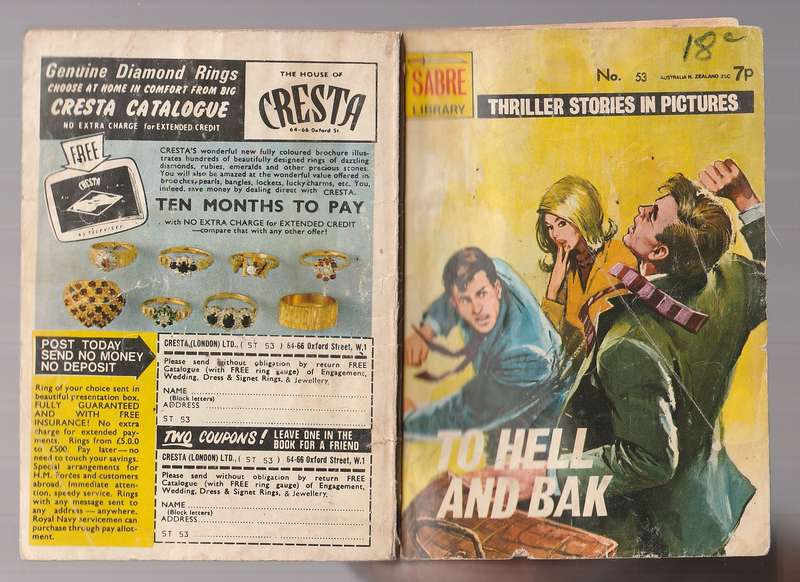 Genuine Diamond Rings
CHOOSE AT HOME IN COMFORT FROM BIG
CRESTA CATALOGUE
NO EXTRA CHARGE for EXTENDED CREDIT
THE HOUSE OF
CRESTA
64-66 Oxford St.
FREE
CRESTA
AS TELEVISED
CRESTA'S wonderful new fully coloured brochure illus-
trates hundreds of beautifully designed rings of dazzling
diamonds, rubies, emeralds and other precious stones.
You will also be amazed at the wonderful value offered in
brooches, pearls, bangles, lockets, lucky charms, etc. You,
indeed, save money by dealing direct with CRESTA.
TEN MONTHS TO PAY
with NO EXTRA CHARGE for EXTENDED CREDIT
—compare that with any other offer!
POST TODAY
SEND NO MONEY
NO DEPOSIT
Ring of your choice sent in
beautiful presentation box.
FULLY GUARANTEED
AND WITH FREE
INSURANCE! No extra
charge for extended pay-
ments. Rings from £5.0.0
to £500. Pay later—no
need to touch your savings.
Special arrangements for
H.M. Forces and customers
abroad. Immediate atten-
tion, speedy service. Rings
with any message sent to
any address—anywhere.
Royal Navy servicemen can
purchase through pay allot-
ment.
CRESTA (LONDON) LTD., ( ST 53 ) 64-66 Oxford Street, W.1
Please send without obligation by return FREE
Catalogue (with FREE ring gauge) of Engagement,
Wedding, Dress & Signet Rings, & Jewellery.
NAME
(Block letters)
ADDRESS
ST 53
TWO COUPONS! LEAVE ONE IN THE
BOOK FOR A FRIEND
CRESTA (LONDON) LTD., ( ST 53 ) 64-66 Oxford Street, W.1
Please send without obligation by return FREE
Catalogue (with FREE ring gauge) of Engagement,
Wedding, Dress & Signet Rings, & Jewellery.
NAME
(Block letters)
ADDRESS
ST 53
18c
SABRE
LIBRARY
No. 53 AUSTRALIA N. ZEALAND 20C 7P
THRILLER STORIES IN PICTURES
TO HELL
AND BAK